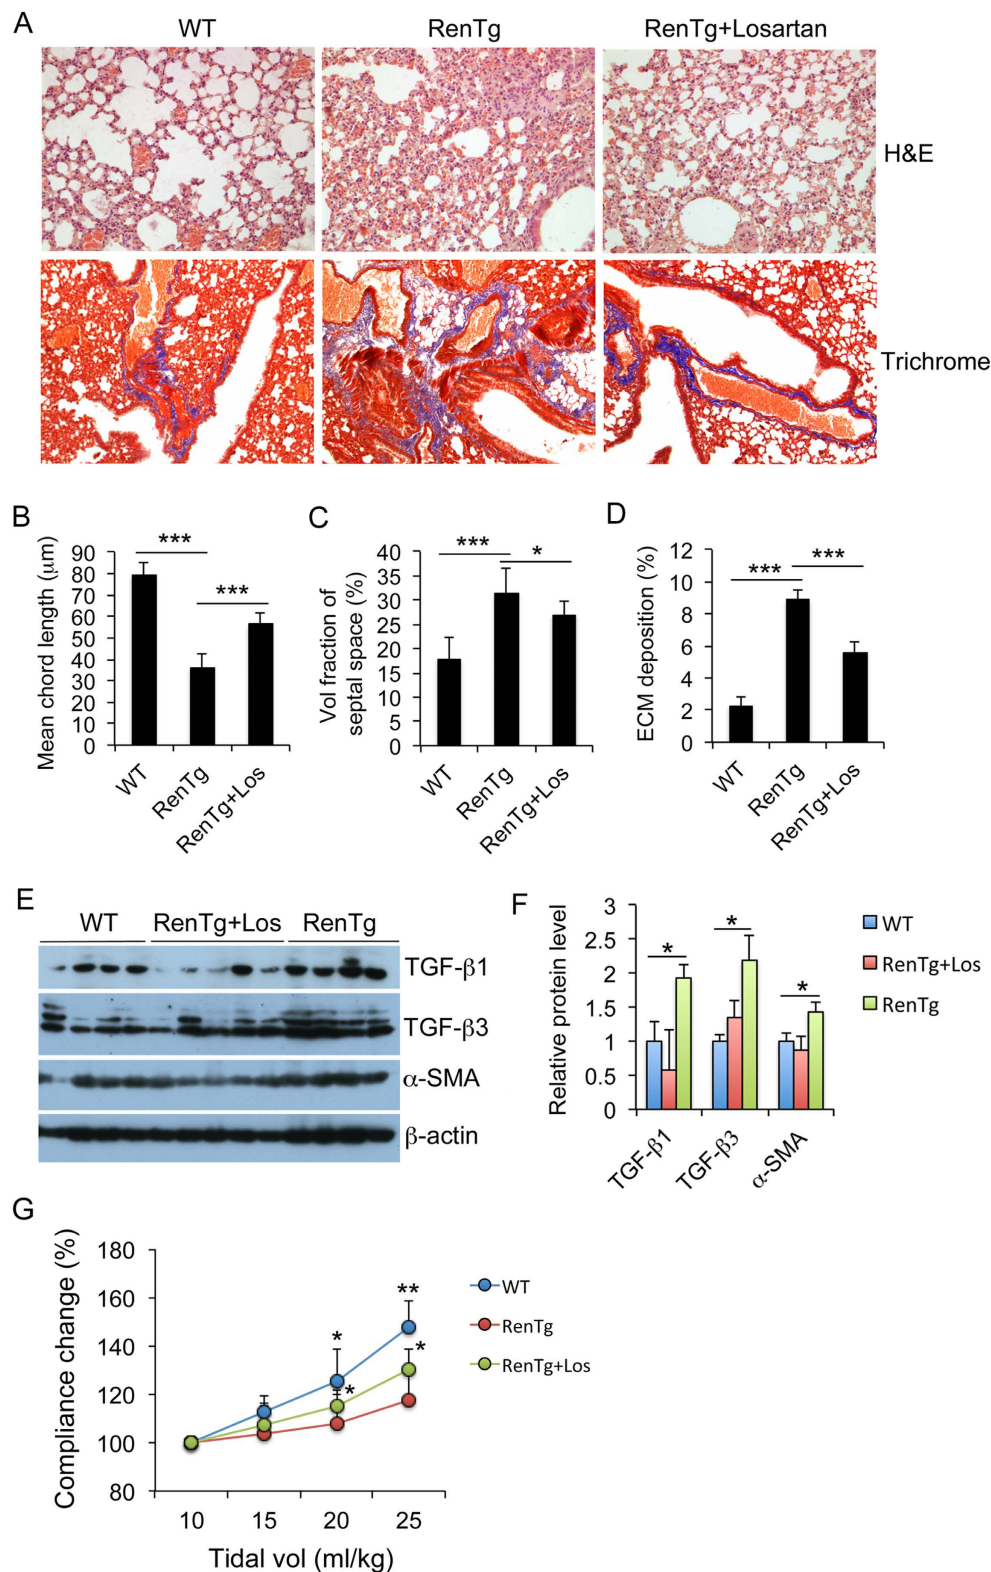 A
WT RenTg RenTg+Losartan
H&E
Trichrome
B
Mean chord length (μm)
90
80
70
60
50
40
30
20
10
0
***
***
WT RenTg RenTg+Los
C
Vol fraction of
septal space (%)
40
35
30
25
20
15
10
5
0
***
*
WT RenTg RenTg+Los
D
ECM deposition (%)
12
10
8
6
4
2
0
***
***
WT RenTg RenTg+Los
E
WT RenTg+Los RenTg
TGF-β1
TGF-β3
α-SMA
β-actin
F
Relative protein level
3
2.5
2
1.5
1
0.5
0
*
*
*
TGF-β1 TGF-β3 α-SMA
WT
RenTg+Los
RenTg
G
Compliance change (%)
180
160
140
120
100
80
**
*
*
*
10 15 20 25
Tidal vol (ml/kg)
WT
RenTg
RenTg+Los